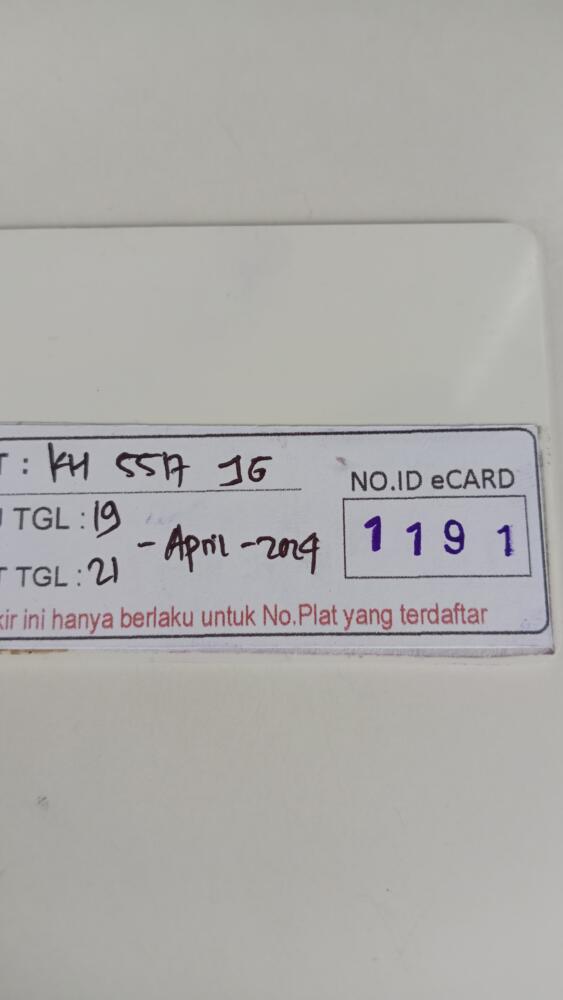 T : KH 5517 JG
NO.ID eCARD
TGL : 19
- April - 2024
1191
T TGL : 21
kir ini hanya berlaku untuk No.Plat yang terdaftar